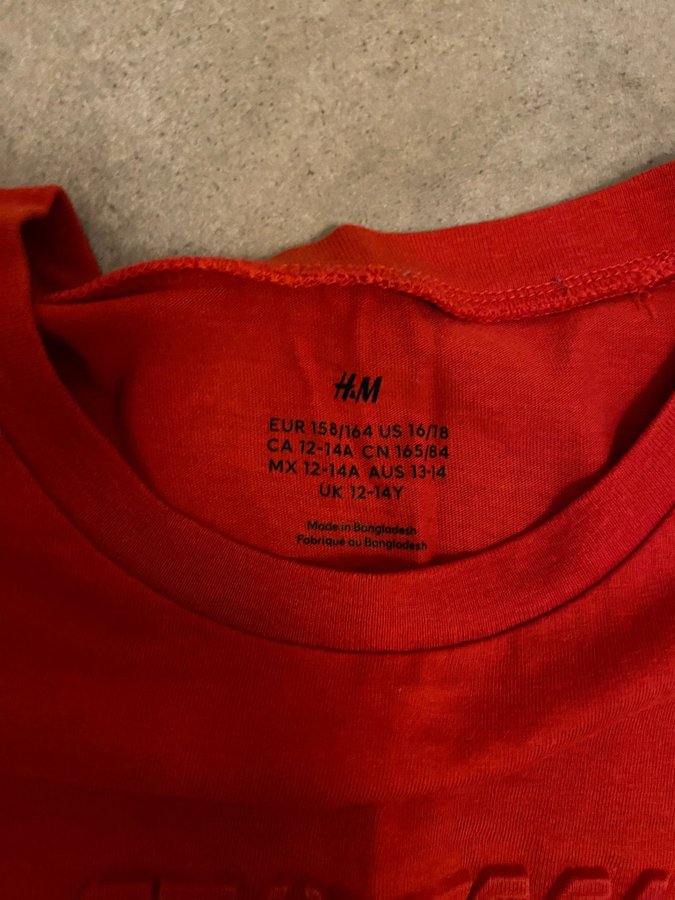 H&M
EUR 158/164 US 16/18
CA 12-14A CN 165/84
MX 12-14A AUS 13-14
UK 12-14Y
Made in Bangladesh
Fabriqué au Bangladesh